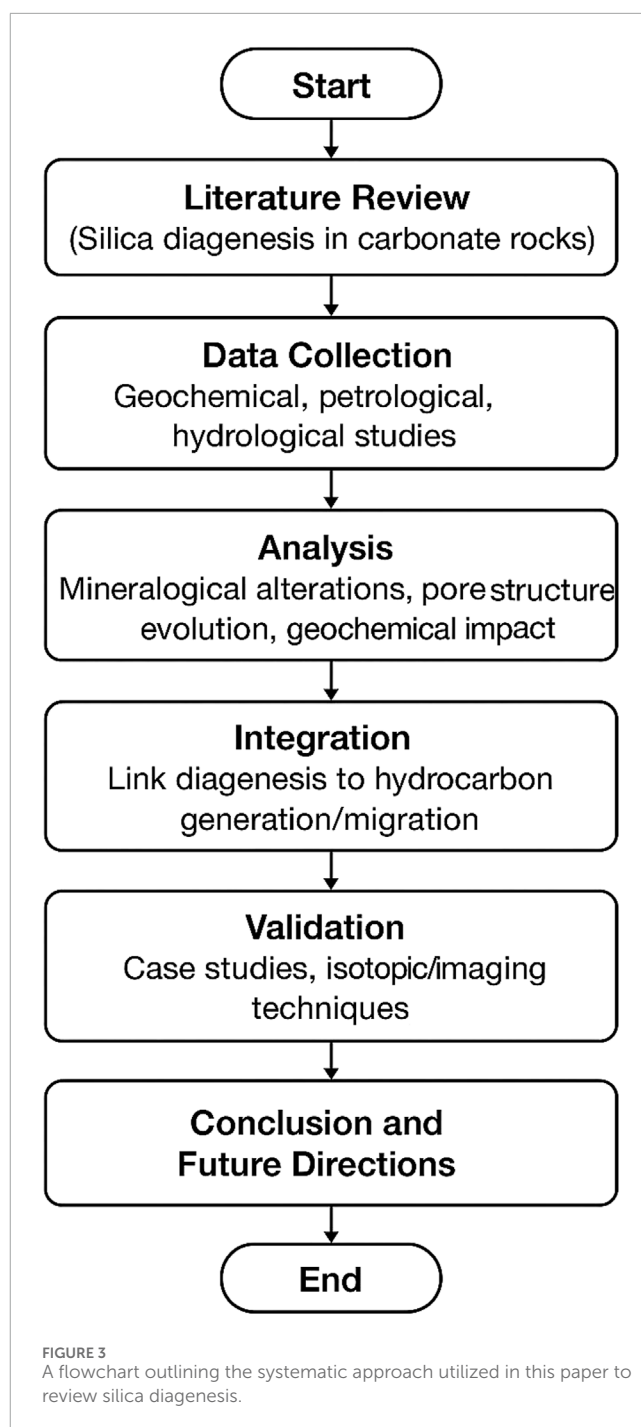 Start
Literature Review
(Silica diagenesis in carbonate rocks)
Data Collection
Geochemical, petrological,
hydrological studies
Analysis
Mineralogical alterations, pore structure
evolution, geochemical impact
Integration
Link diagenesis to hydrocarbon
generation/migration
Validation
Case studies, isotopic/imaging
techniques
Conclusion and
Future Directions
End
FIGURE 3
A flowchart outlining the systematic approach utilized in this paper to
review silica diagenesis.